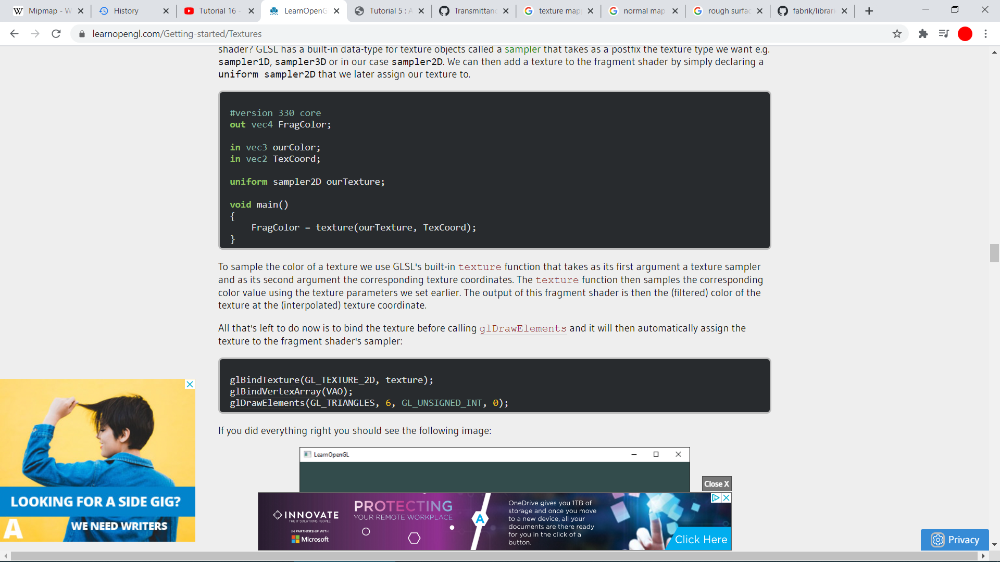 Mipmap - W
History
Tutorial 16 -
LearnOpenG
Tutorial 5 : A
Transmittanc
texture map
normal map
rough surfac
fabrik/librari
learnopengl.com/Getting-started/Textures
shader? GLSL has a built-in data-type for texture objects called a sampler that takes as a postfix the texture type we want e.g.
sampler1D, sampler3D or in our case sampler2D. We can then add a texture to the fragment shader by simply declaring a
uniform sampler2D that we later assign our texture to.
#version 330 core
out vec4 FragColor;
in vec3 ourColor;
in vec2 TexCoord;
uniform sampler2D ourTexture;
void main()
{
FragColor = texture(ourTexture, TexCoord);
}
To sample the color of a texture we use GLSL's built-in texture function that takes as its first argument a texture sampler
and as its second argument the corresponding texture coordinates. The texture function then samples the corresponding
color value using the texture parameters we set earlier. The output of this fragment shader is then the (filtered) color of the
texture at the (interpolated) texture coordinate.
All that's left to do now is to bind the texture before calling glDrawElements and it will then automatically assign the
texture to the fragment shader's sampler:
glBindTexture(GL_TEXTURE_2D, texture);
glBindVertexArray(VAO);
glDrawElements(GL_TRIANGLES, 6, GL_UNSIGNED_INT, 0);
If you did everything right you should see the following image:
LearnOpenGL
Close X
LOOKING FOR A SIDE GIG?
A
WE NEED WRITERS
INNOVATE
THE IT SOLUTIONS PEOPLE
IN PARTNERSHIP WITH
Microsoft
PROTECTING
YOUR REMOTE WORKPLACE
A
OneDrive gives you 1TB of
storage and once you move
to a new device, all your
documents are there ready
for you in the click of a
button.
Click Here
Privacy